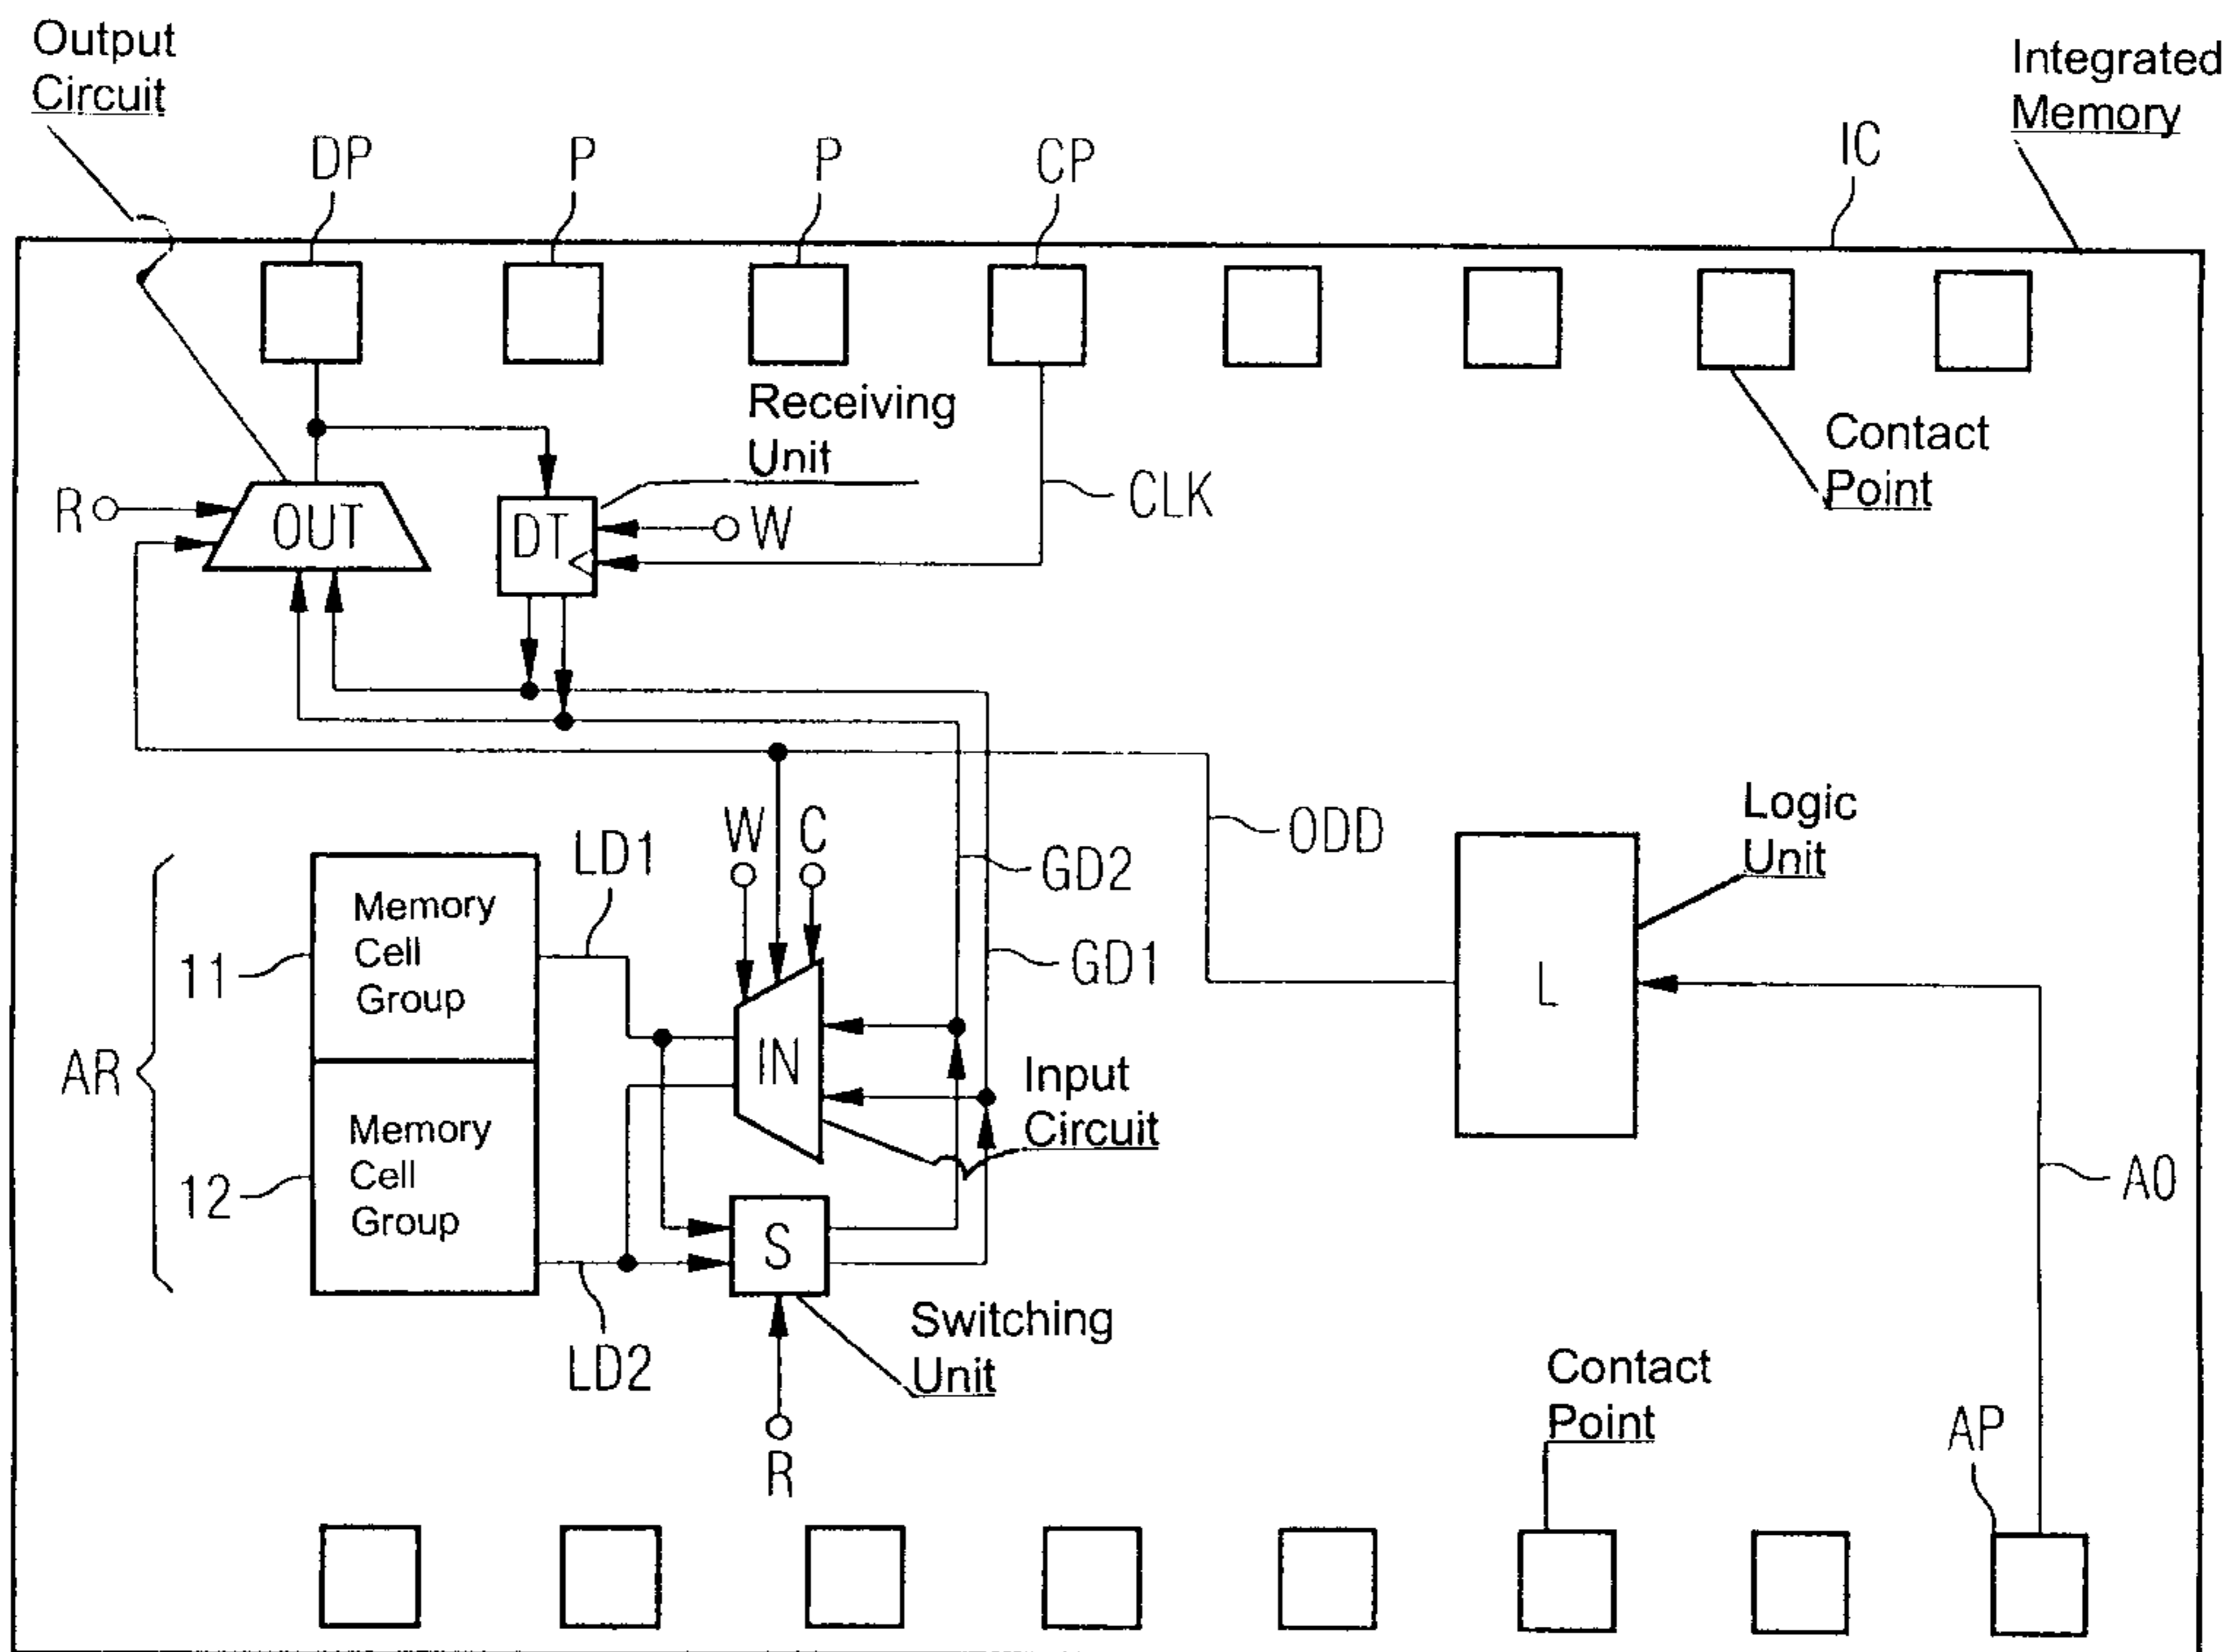 Output
Circuit
Integrated
Memory
DP
P
P
CP
IC
Receiving
Unit
Contact
Point
R
OUT
DT
W
CLK
W
C
ODD
Logic
Unit
LD1
GD2
Memory
Cell
Group
11
GD1
L
AR
IN
Input
Circuit
Memory
Cell
Group
12
S
A0
Switching
Unit
LD2
Contact
Point
R
AP